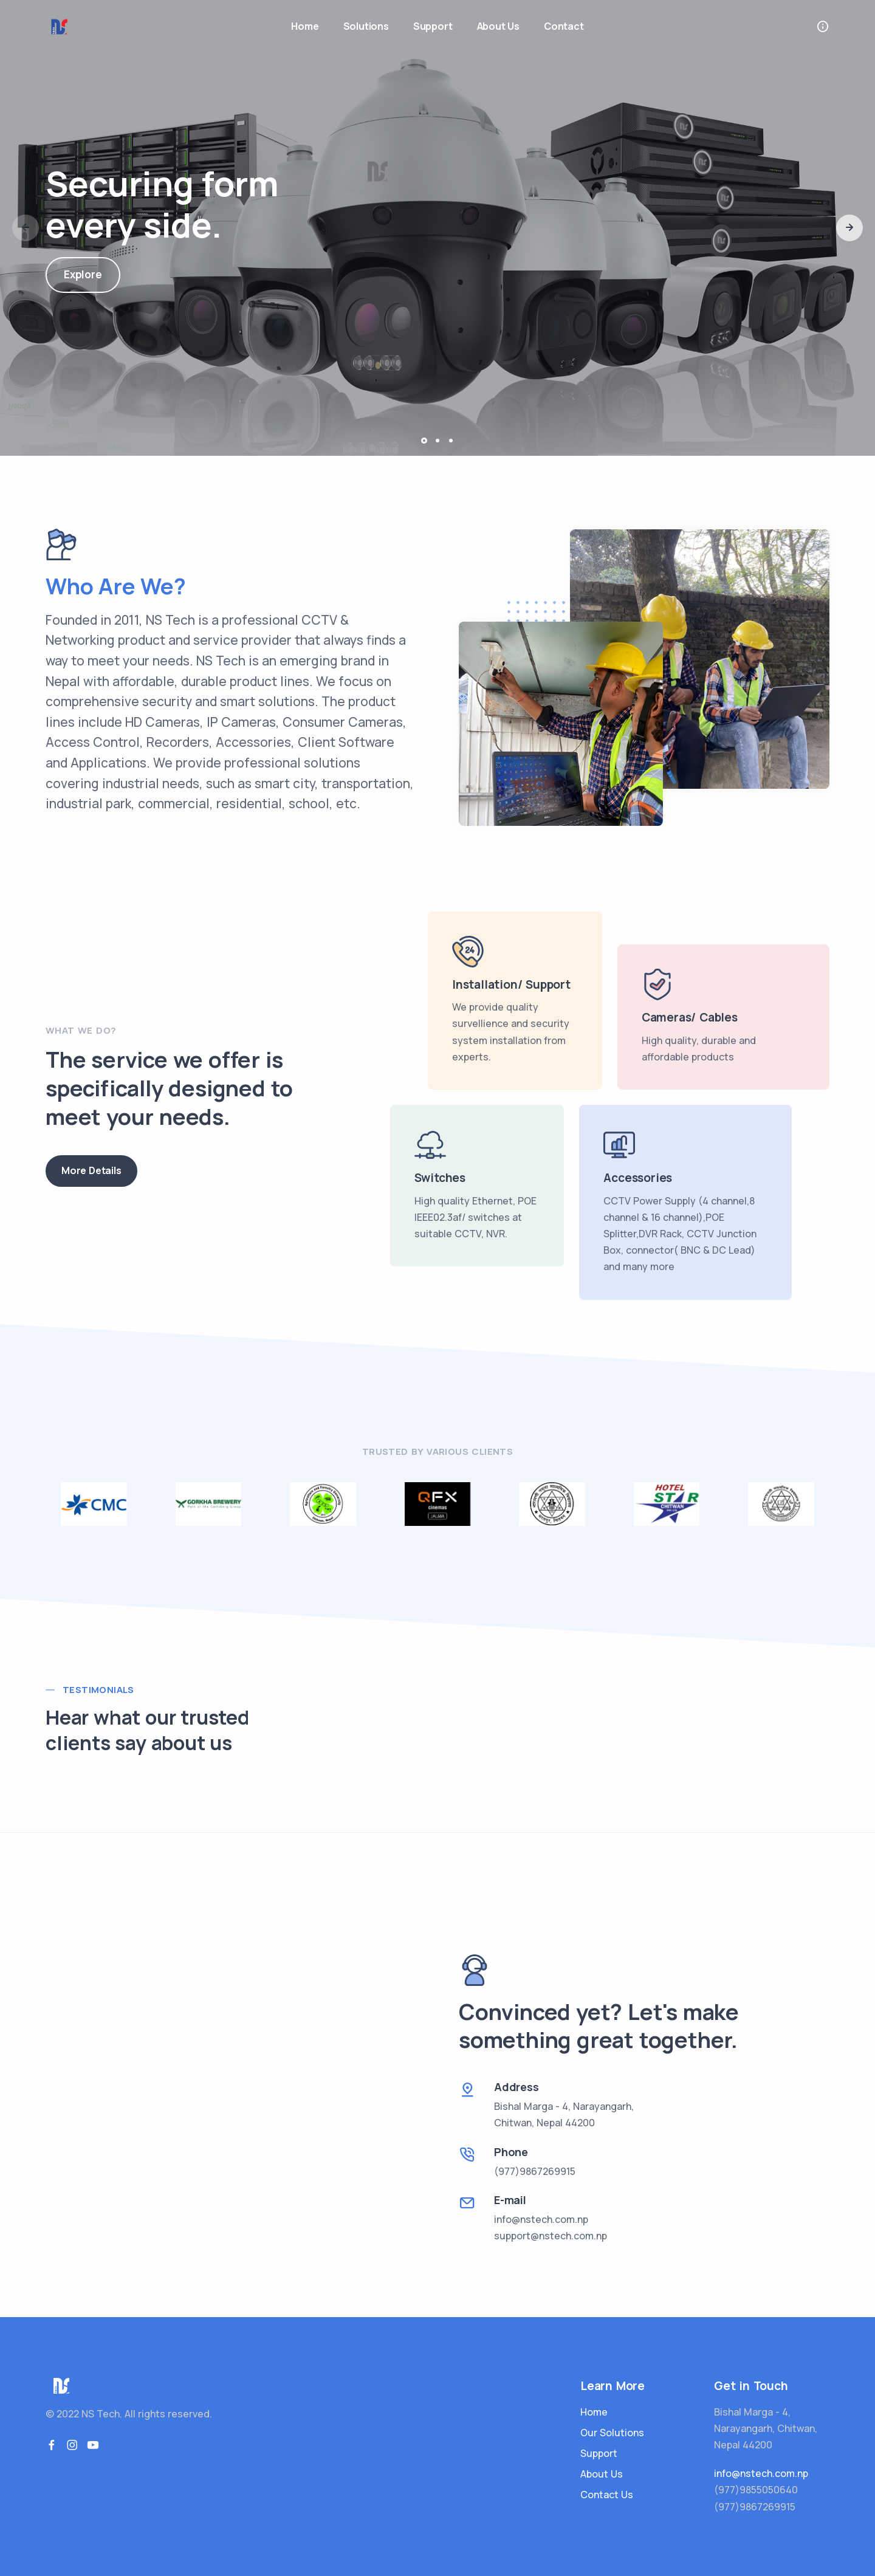 Home Solutions Support About Us Contact
Securing form
every side.
Explore
Who Are We?
Founded in 2011, NS Tech is a professional CCTV &
Networking product and service provider that always finds a
way to meet your needs. NS Tech is an emerging brand in
Nepal with affordable, durable product lines. We focus on
comprehensive security and smart solutions. The product
lines include HD Cameras, IP Cameras, Consumer Cameras,
Access Control, Recorders, Accessories, Client Software
and Applications. We provide professional solutions
covering industrial needs, such as smart city, transportation,
industrial park, commercial, residential, school, etc.
WHAT WE DO?
The service we offer is
specifically designed to
meet your needs.
More Details
24
Installation/ Support
We provide quality
survellience and security
system installation from
experts.
Cameras/ Cables
High quality, durable and
affordable products
Switches
High quality Ethernet, POE
IEEE02.3af/ switches at
suitable CCTV, NVR.
Accessories
CCTV Power Supply (4 channel,8
channel & 16 channel),POE
Splitter,DVR Rack, CCTV Junction
Box, connector( BNC & DC Lead)
and many more
TRUSTED BY VARIOUS CLIENTS
CMC
GORKHA BREWERY
QFX
cinemas
HOTEL
STAR
CHITWAN
TESTIMONIALS
Hear what our trusted
clients say about us
Convinced yet? Let's make
something great together.
Address
Bishal Marga - 4, Narayangarh,
Chitwan, Nepal 44200
Phone
(977)9867269915
E-mail
info@nstech.com.np
support@nstech.com.np
© 2022 NS Tech. All rights reserved.
Learn More
Home
Our Solutions
Support
About Us
Contact Us
Get in Touch
Bishal Marga - 4,
Narayangarh, Chitwan,
Nepal 44200
info@nstech.com.np
(977)9855050640
(977)9867269915